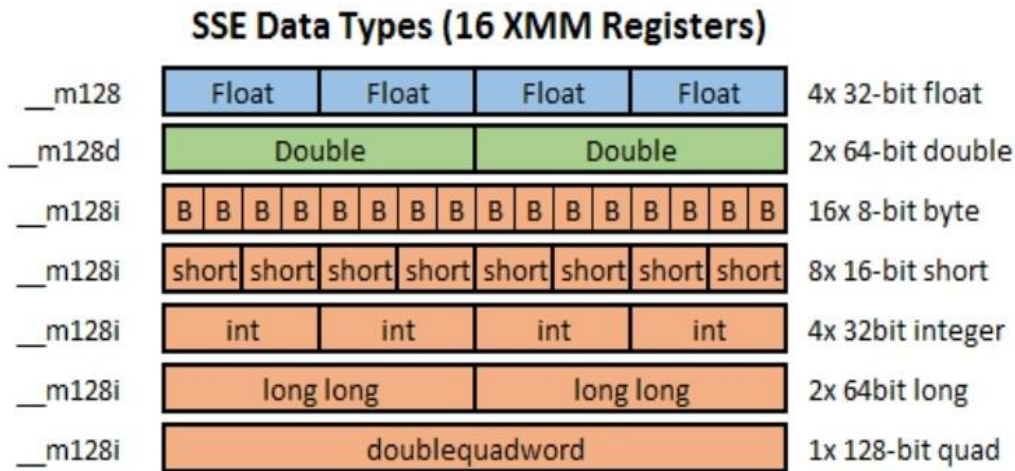 SSE Data Types (16 XMM Registers)
__m128 Float Float Float Float 4x 32-bit float
__m128d Double Double 2x 64-bit double
__m128i B B B B B B B B B B B B B B B B 16x 8-bit byte
__m128i short short short short short short short short 8x 16-bit short
__m128i int int int int 4x 32bit integer
__m128i long long long long 2x 64bit long
__m128i doublequadword 1x 128-bit quad